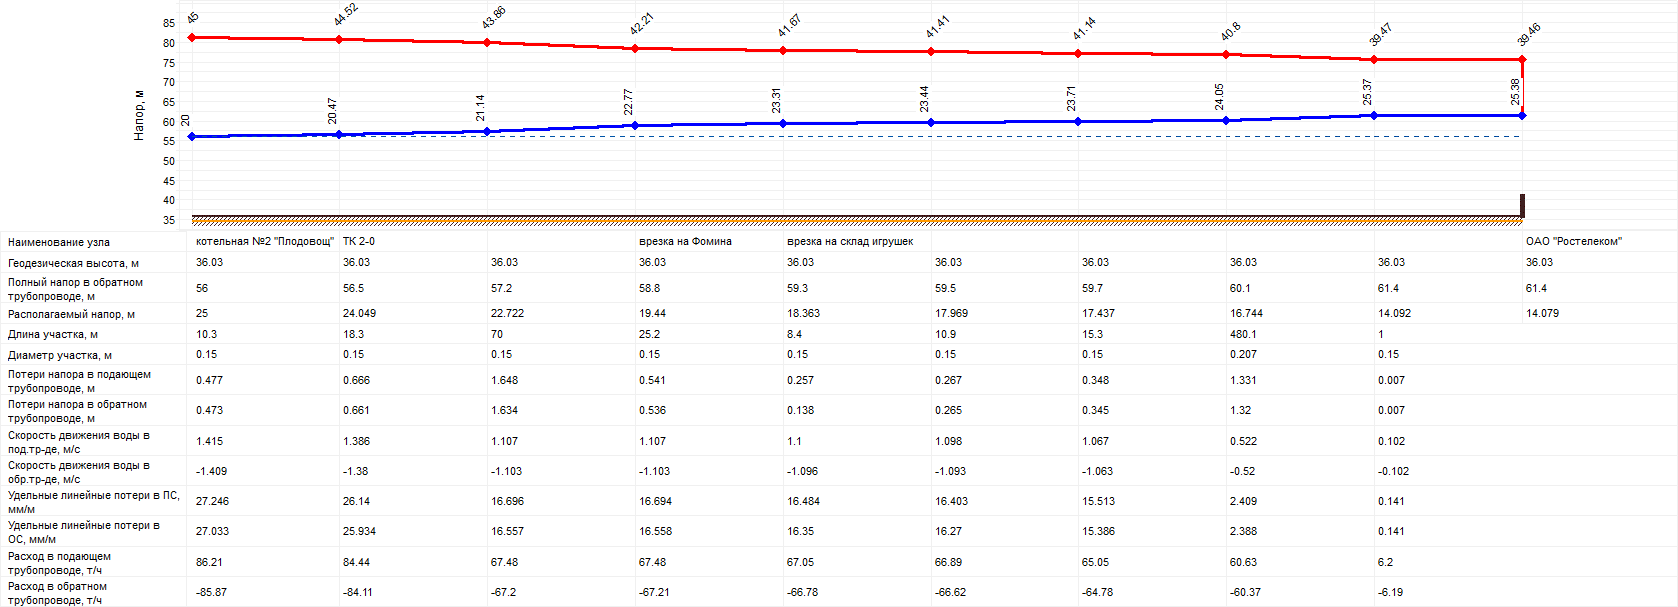 45 44.52 43.86 42.21 41.67 41.41 41.14 40.8 39.47 39.46
85
80
75
70
65
60
55
50
45
40
35
Напор, м
20 20.47 21.14 22.77 23.31 23.44 23.71 24.05 25.37 25.38
Наименование узла котельная №2 "Плодовощ" ТК 2-0 врезка на Фомина врезка на склад игрушек ОАО "Ростелеком"
Геодезическая высота, м 36.03 36.03 36.03 36.03 36.03 36.03 36.03 36.03 36.03 36.03
Полный напор в обратном
трубопроводе, м 56 56.5 57.2 58.8 59.3 59.5 59.7 60.1 61.4 61.4
Располагаемый напор, м 25 24.049 22.722 19.44 18.363 17.969 17.437 16.744 14.092 14.079
Длина участка, м 10.3 18.3 70 25.2 8.4 10.9 15.3 480.1 1
Диаметр участка, м 0.15 0.15 0.15 0.15 0.15 0.15 0.15 0.207 0.15
Потери напора в подающем
трубопроводе, м 0.477 0.666 1.648 0.541 0.257 0.267 0.348 1.331 0.007
Потери напора в обратном
трубопроводе, м 0.473 0.661 1.634 0.536 0.138 0.265 0.345 1.32 0.007
Скорость движения воды в
под.тр-де, м/с 1.415 1.386 1.107 1.107 1.1 1.098 1.067 0.522 0.102
Скорость движения воды в
обр.тр-де, м/с -1.409 -1.38 -1.103 -1.103 -1.096 -1.093 -1.063 -0.52 -0.102
Удельные линейные потери в ПС,
мм/м 27.246 26.14 16.696 16.694 16.484 16.403 15.513 2.409 0.141
Удельные линейные потери в
ОС, мм/м 27.033 25.934 16.557 16.558 16.35 16.27 15.386 2.388 0.141
Расход в подающем
трубопроводе, т/ч 86.21 84.44 67.48 67.48 67.05 66.89 65.05 60.63 6.2
Расход в обратном
трубопроводе, т/ч -85.87 -84.11 -67.2 -67.21 -66.78 -66.62 -64.78 -60.37 -6.19